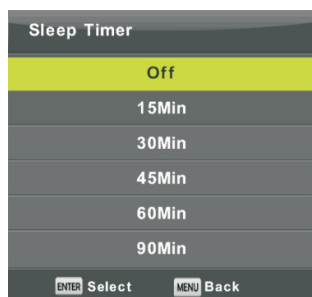 Sleep Timer
Off
15Min
30Min
45Min
60Min
90Min
ENTER Select MENU Back